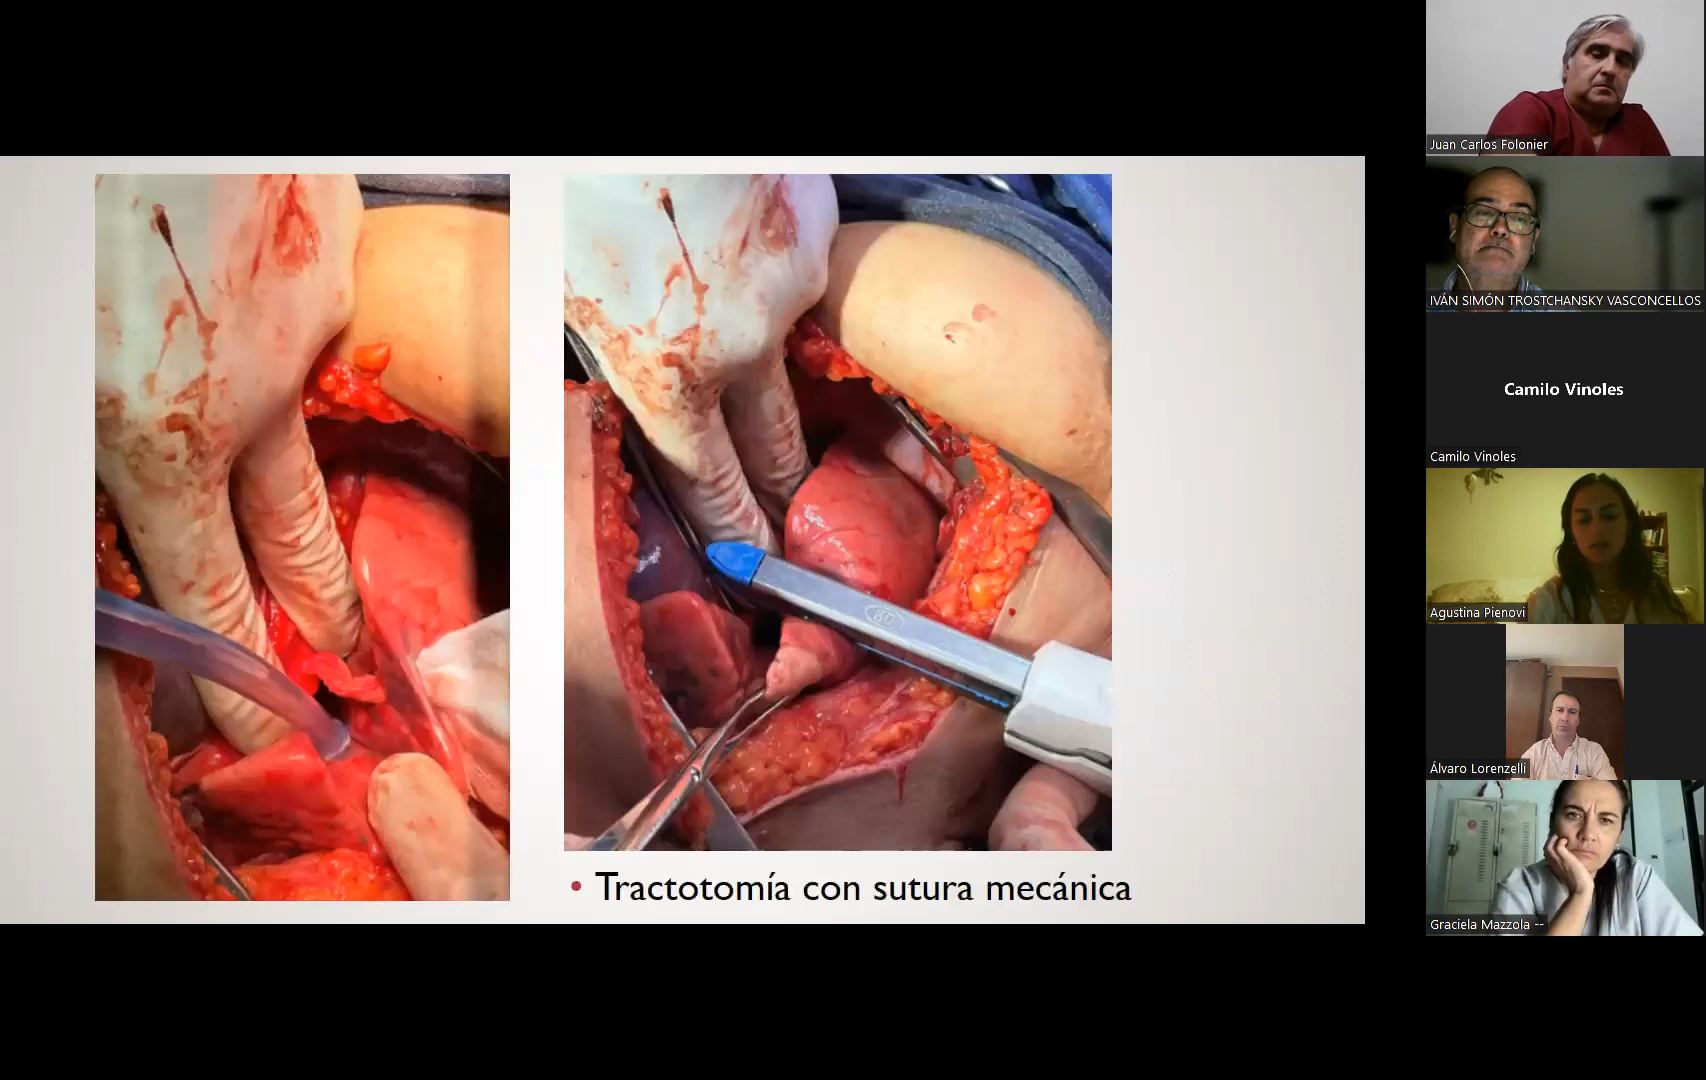 • Tractotomía con sutura mecánica
80
Juan Carlos Folonier
IVÁN SIMÓN TROSTCHANSKY VASCONCELLOS
Camilo Vinoles
Camilo Vinoles
Agustina Pienovi
Álvaro Lorenzelli
Graciela Mazzola --